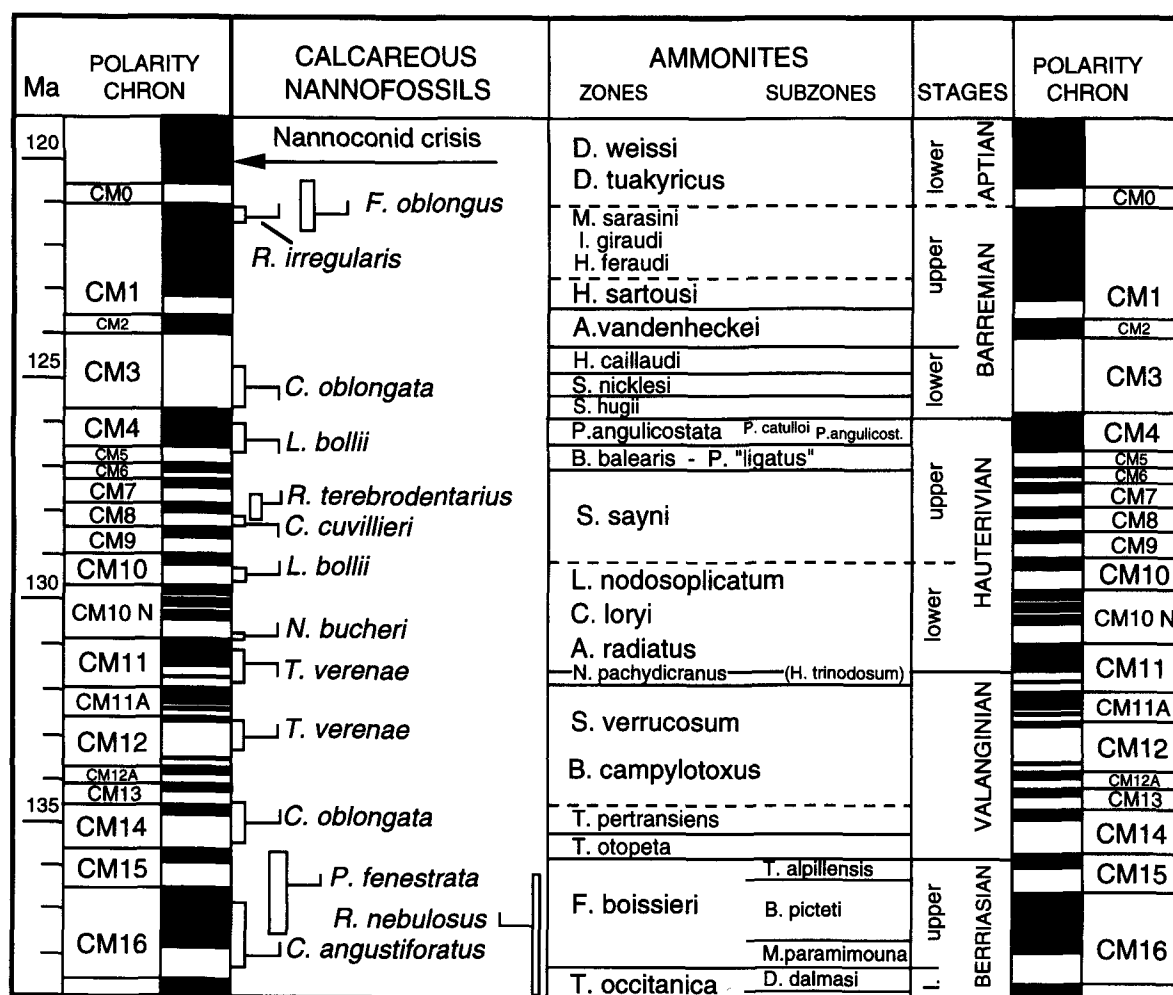 Ma
POLARITY
CHRON
CALCAREOUS
NANNOFOSSILS
AMMONITES
ZONES
SUBZONES
STAGES
POLARITY
CHRON
120
125
130
135
CM0
CM1
CM2
CM3
CM4
CM5
CM6
CM7
CM8
CM9
CM10
CM10 N
CM11
CM11A
CM12
CM12A
CM13
CM14
CM15
CM16
Nannoconid crisis
F. oblongus
R. irregularis
C. oblongata
L. bollii
R. terebrodentarius
C. cuvillieri
L. bollii
N. bucheri
T. verenae
T. verenae
C. oblongata
P. fenestrata
R. nebulosus
C. angustiforatus
D. weissi
D. tuakyricus
M. sarasini
I. giraudi
H. feraudi
H. sartousi
A.vandenheckei
H. caillaudi
S. nicklesi
S. hugii
P.angulicostata P. catulloi P.angulicost.
B. balearis - P. "ligatus"
S. sayni
L. nodosoplicatum
C. loryi
A. radiatus
N. pachydicranus (H. trinodosum)
S. verrucosum
B. campylotoxus
T. pertransiens
T. otopeta
F. boissieri
T. alpillensis
B. picteti
M.paramimouna
T. occitanica D. dalmasi
lower
upper
lower
upper
lower
upper
l.
APTIAN
BARREMIAN
HAUTERIVIAN
VALANGINIAN
BERRIASIAN
CM0
CM1
CM2
CM3
CM4
CM5
CM6
CM7
CM8
CM9
CM10
CM10 N
CM11
CM11A
CM12
CM12A
CM13
CM14
CM15
CM16